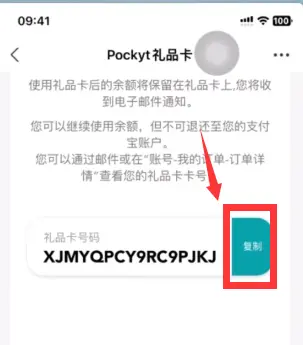 09:41
100
Pockyt礼品卡
使用礼品卡后的余额将保留在礼品卡上,您将收
到电子邮件通知。
您可以继续使用余额，但不可退还至您的支付
宝账户。
您可以通过邮件或在"账号-我的订单-订单详
情"查看您的礼品卡卡号
礼品卡号码
XJMYQPCY9RC9PJKJ
复制